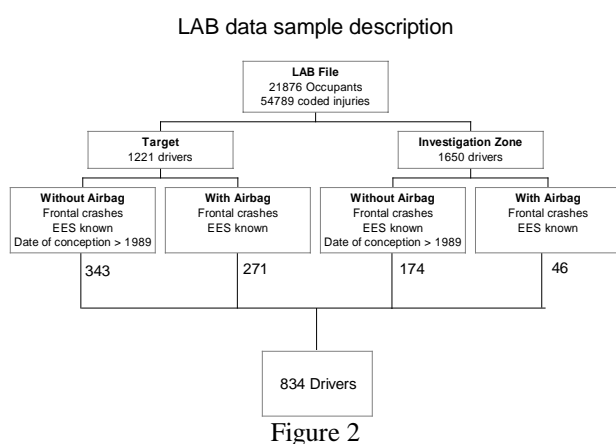 LAB data sample description
LAB File
21876 Occupants
54789 coded injuries
Target
1221 drivers
Investigation Zone
1650 drivers
Without Airbag
Frontal crashes
EES known
Date of conception > 1989
With Airbag
Frontal crashes
EES known
Without Airbag
Frontal crashes
EES known
Date of conception > 1989
With Airbag
Frontal crashes
EES known
343
271
174
46
834 Drivers
Figure 2